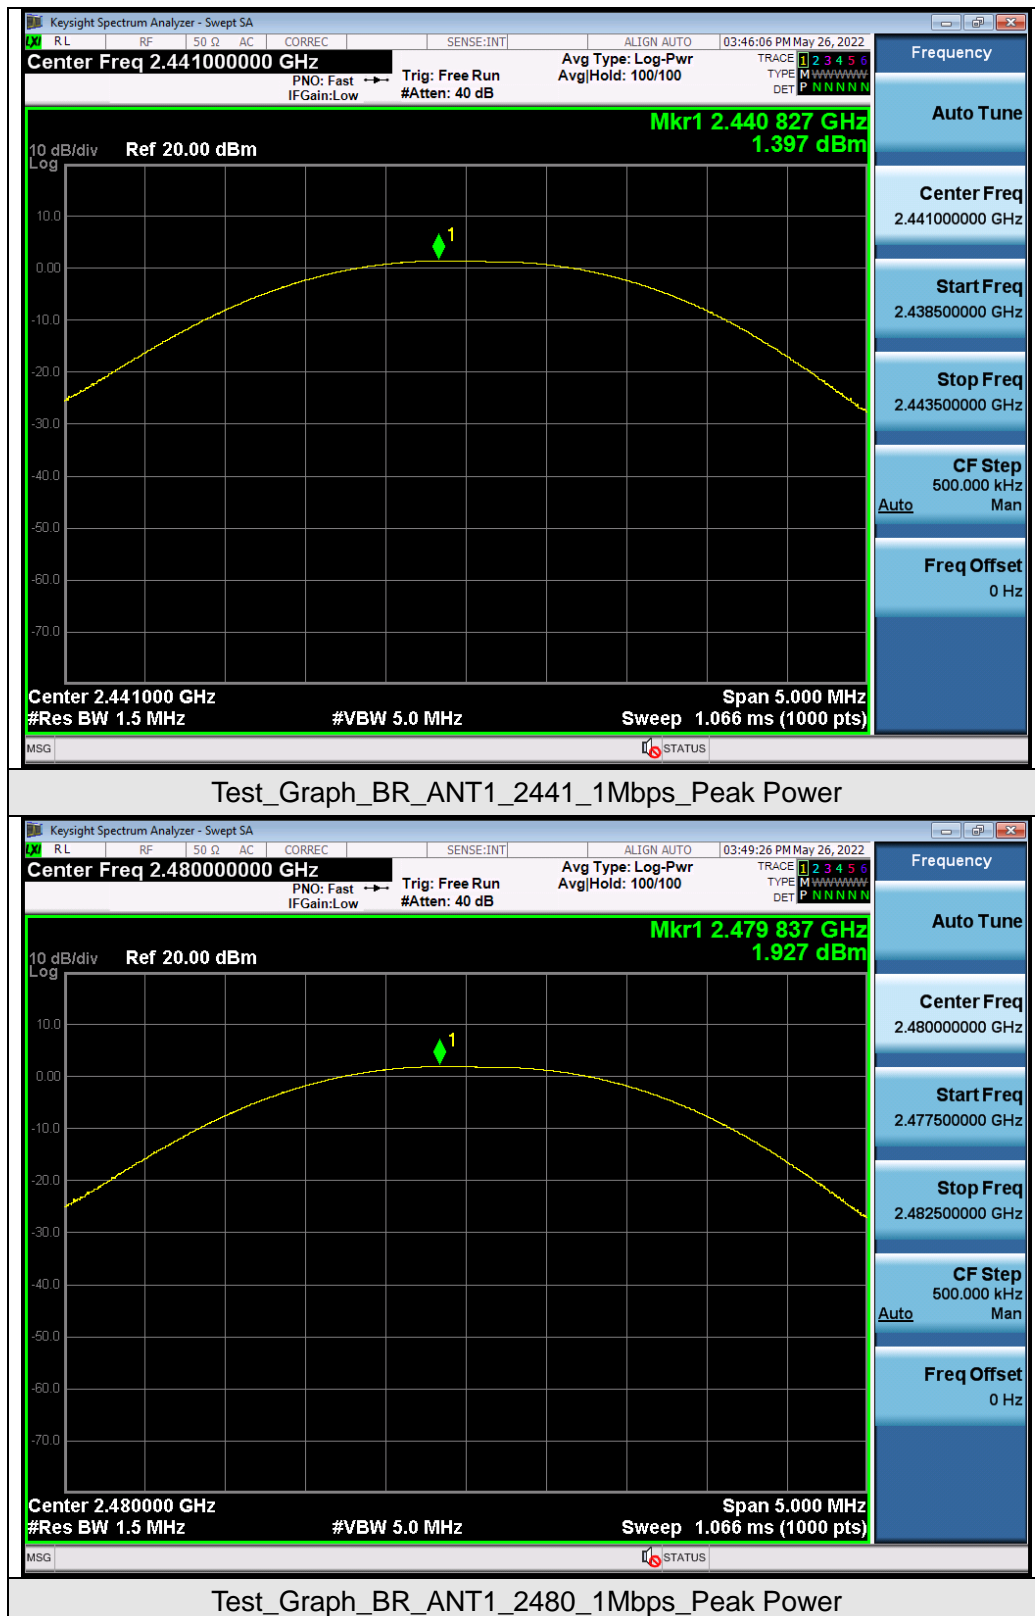 Keysight Spectrum Analyzer - Swept SA
LXI RL RF 50 Ω AC CORREC SENSE:INT ALIGN AUTO 03:46:06 PM May 26, 2022
Center Freq 2.441000000 GHz
PNO: Fast
IFGain:Low
Trig: Free Run
#Atten: 40 dB
Avg Type: Log-Pwr
Avg|Hold: 100/100
TRACE 1 2 3 4 5 6
TYPE M WWWWW
DET P N N N N N
Mkr1 2.440 827 GHz
1.397 dBm
10 dB/div Ref 20.00 dBm
Log
10.0
0.00
-10.0
-20.0
-30.0
-40.0
-50.0
-60.0
-70.0
1
Center 2.441000 GHz Span 5.000 MHz
#Res BW 1.5 MHz #VBW 5.0 MHz Sweep 1.066 ms (1000 pts)
MSG STATUS
Frequency
Auto Tune
Center Freq
2.441000000 GHz
Start Freq
2.438500000 GHz
Stop Freq
2.443500000 GHz
CF Step
500.000 kHz
Auto Man
Freq Offset
0 Hz
Test_Graph_BR_ANT1_2441_1Mbps_Peak Power
Keysight Spectrum Analyzer - Swept SA
LXI RL RF 50 Ω AC CORREC SENSE:INT ALIGN AUTO 03:49:26 PM May 26, 2022
Center Freq 2.480000000 GHz
PNO: Fast
IFGain:Low
Trig: Free Run
#Atten: 40 dB
Avg Type: Log-Pwr
Avg|Hold: 100/100
TRACE 1 2 3 4 5 6
TYPE M WWWWW
DET P N N N N N
Mkr1 2.479 837 GHz
1.927 dBm
10 dB/div Ref 20.00 dBm
Log
10.0
0.00
-10.0
-20.0
-30.0
-40.0
-50.0
-60.0
-70.0
1
Center 2.480000 GHz Span 5.000 MHz
#Res BW 1.5 MHz #VBW 5.0 MHz Sweep 1.066 ms (1000 pts)
MSG STATUS
Frequency
Auto Tune
Center Freq
2.480000000 GHz
Start Freq
2.477500000 GHz
Stop Freq
2.482500000 GHz
CF Step
500.000 kHz
Auto Man
Freq Offset
0 Hz
Test_Graph_BR_ANT1_2480_1Mbps_Peak Power